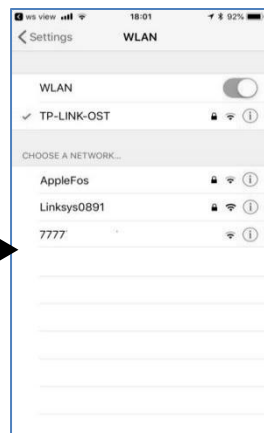 ws view 18:01 92%
Settings WLAN
WLAN
TP-LINK-OST
CHOOSE A NETWORK...
AppleFos
Linksys0891
7777